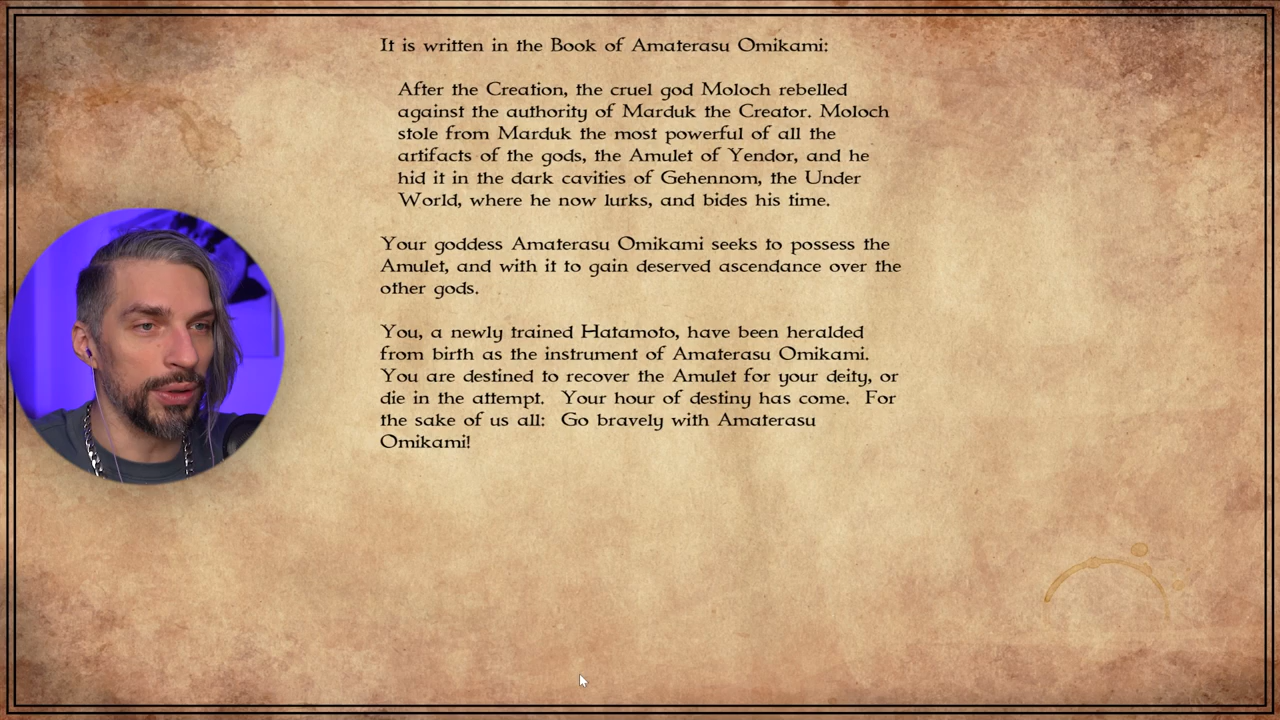 It is written in the Book of Amaterasu Omikami:
After the Creation, the cruel god Moloch rebelled
against the authority of Marduk the Creator. Moloch
stole from Marduk the most powerful of all the
artifacts of the gods, the Amulet of Yendor, and he
hid it in the dark cavities of Gehennom, the Under
World, where he now lurks, and bides his time.
Your goddess Amaterasu Omikami seeks to possess the
Amulet, and with it to gain deserved ascendance over the
other gods.
You, a newly trained Hatamoto, have been heralded
from birth as the instrument of Amaterasu Omikami.
You are destined to recover the Amulet for your deity, or
die in the attempt.  Your hour of destiny has come.  For
the sake of us all:  Go bravely with Amaterasu
Omikami!